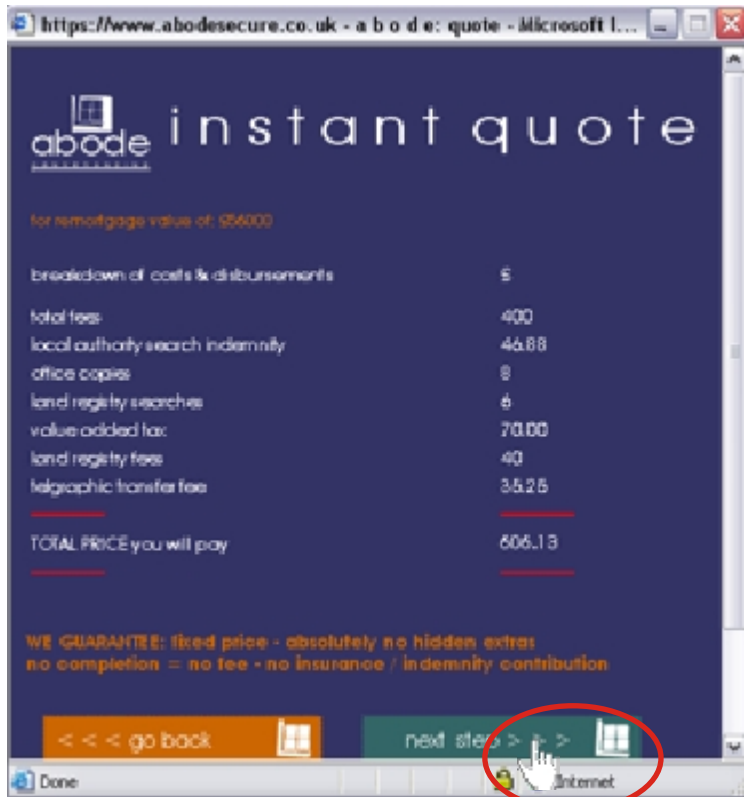 https://www.abodesecure.co.uk - a b o d e: quote - Microsoft I...
abode instant quote
for remortgage value of: £56000
breakdown of costs & disbursements £
total fees 400
local authority search indemnity 46.88
office copies 8
land registry searches 6
value added tax 70.00
land registry fees 40
telgraphic transfer fee 35.25
TOTAL PRICE you will pay 606.13
WE GUARANTEE: fixed price - absolutely no hidden extras
no completion = no fee - no insurance / indemnity contribution
< < < go back next step > > >
Done Internet